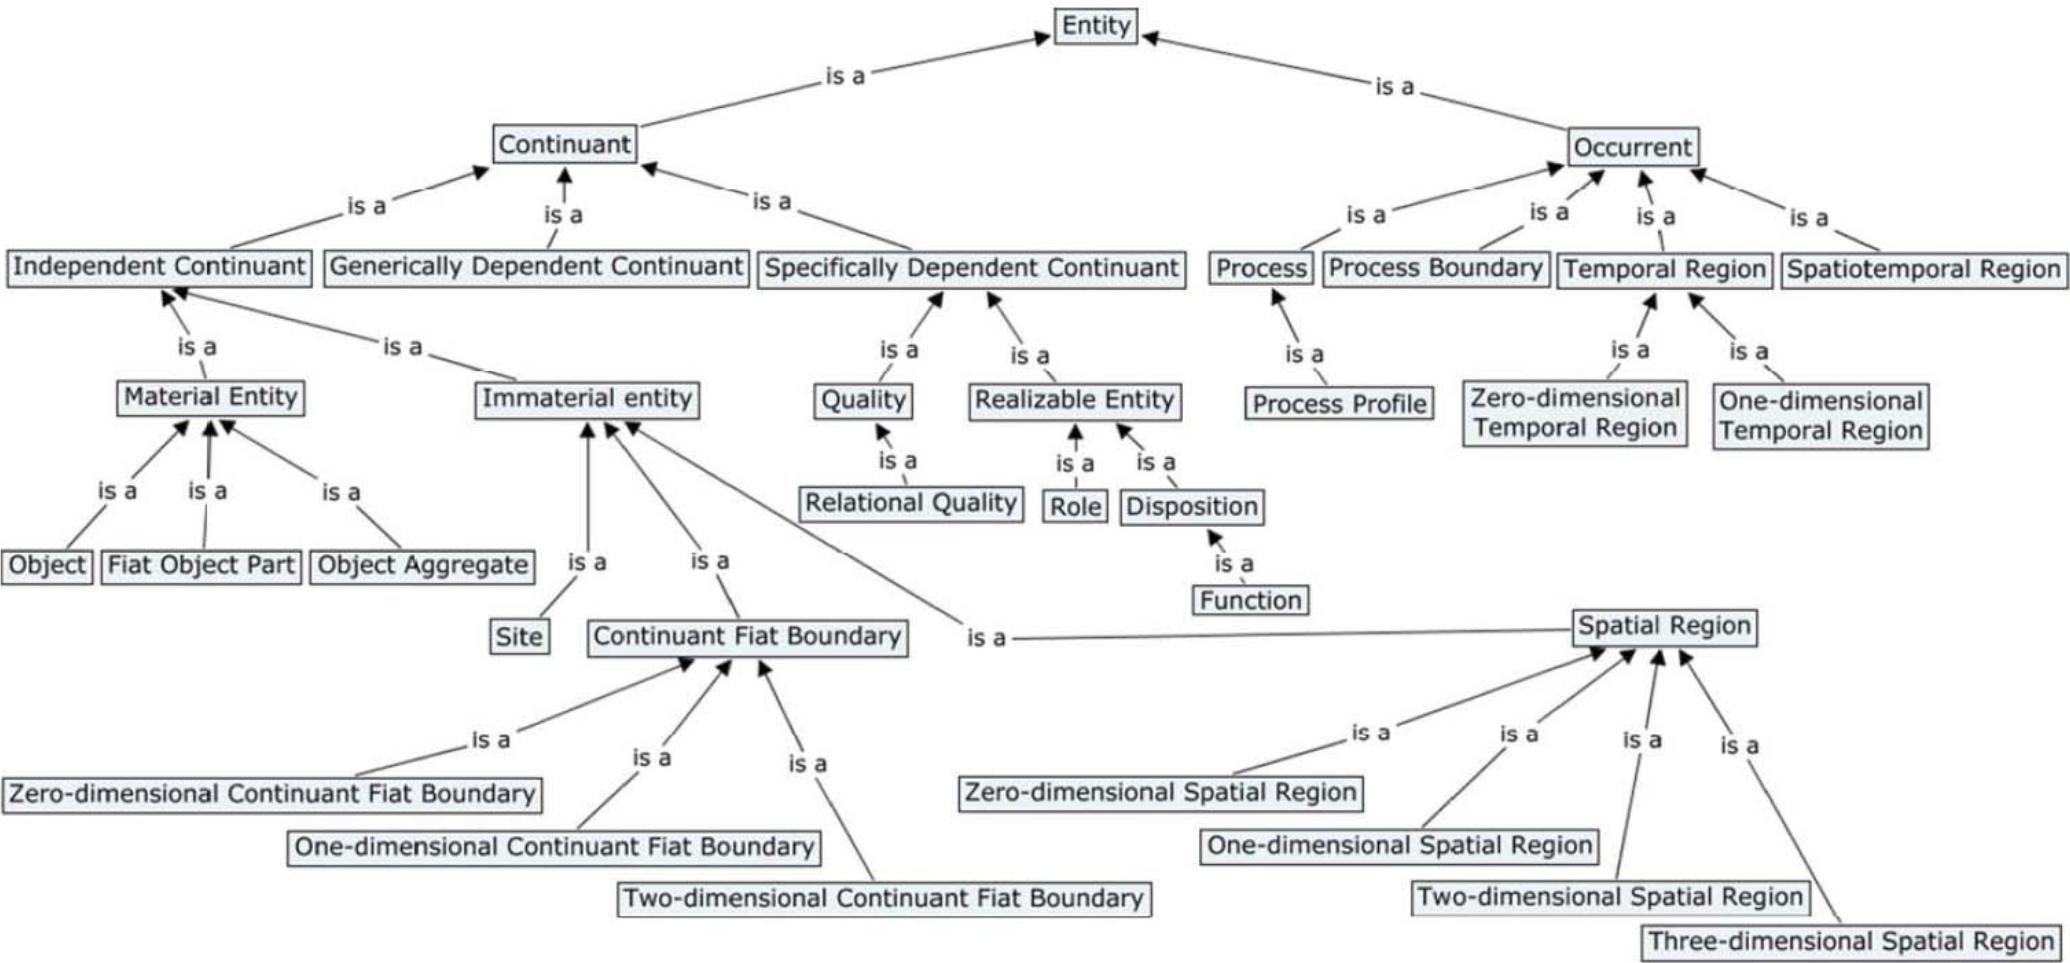 Entity
is a
is a
Continuant
Occurrent
is a
is a
is a
is a
is a
is a
is a
Independent Continuant
Generically Dependent Continuant
Specifically Dependent Continuant
Process
Process Boundary
Temporal Region
Spatiotemporal Region
is a
is a
is a
is a
is a
is a
is a
Material Entity
Immaterial entity
Quality
Realizable Entity
Process Profile
Zero-dimensional
Temporal Region
One-dimensional
Temporal Region
is a
is a
is a
is a
is a
is a
Relational Quality
Role
Disposition
Object
Fiat Object Part
Object Aggregate
is a
is a
is a
Function
Site
Continuant Fiat Boundary
is a
Spatial Region
is a
is a
is a
is a
is a
is a
is a
Zero-dimensional Continuant Fiat Boundary
Zero-dimensional Spatial Region
One-dimensional Continuant Fiat Boundary
One-dimensional Spatial Region
Two-dimensional Continuant Fiat Boundary
Two-dimensional Spatial Region
Three-dimensional Spatial Region